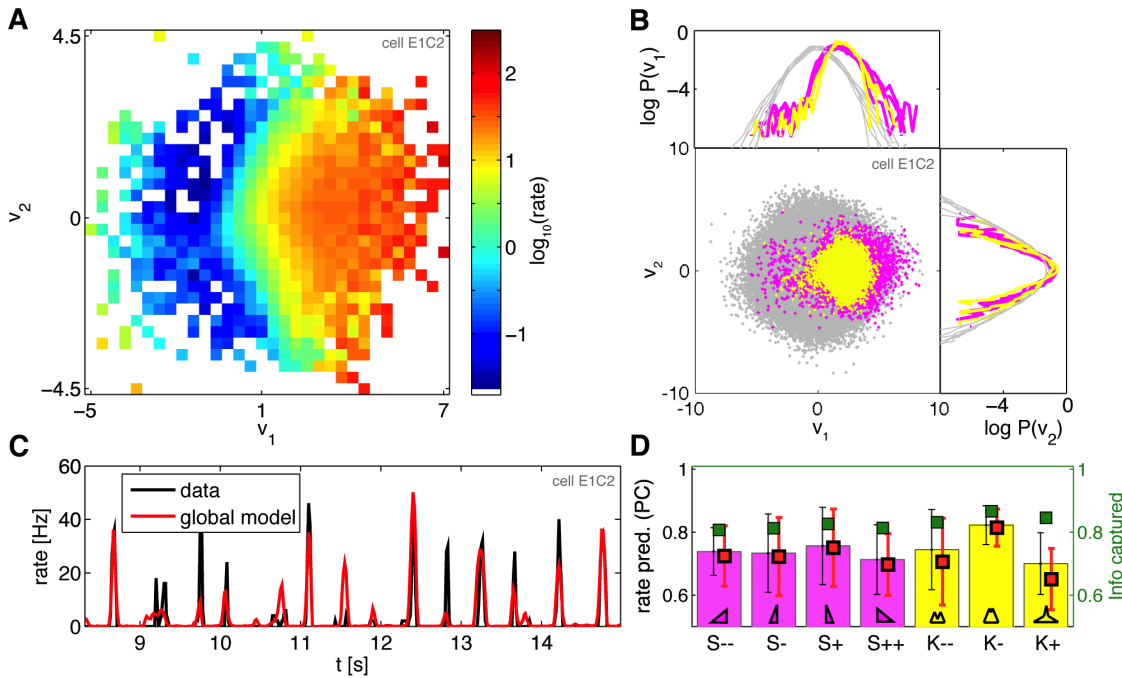 A
cell E1C2
4.5
0
−4.5
v2
−5
1
7
v1
2
1
0
−1
log10(rate)
B
0
−4
10
log P(v1)
cell E1C2
10
0
-10
v2
-10
0
10
v1
−4
0
log P(v2)
C
60
40
20
0
rate [Hz]
data
global model
cell E1C2
9
10
11
12
13
14
t [s]
D
1
0.8
0.6
rate pred. (PC)
1
0.8
0.6
Info captured
S--
S-
S+
S++
K--
K-
K+